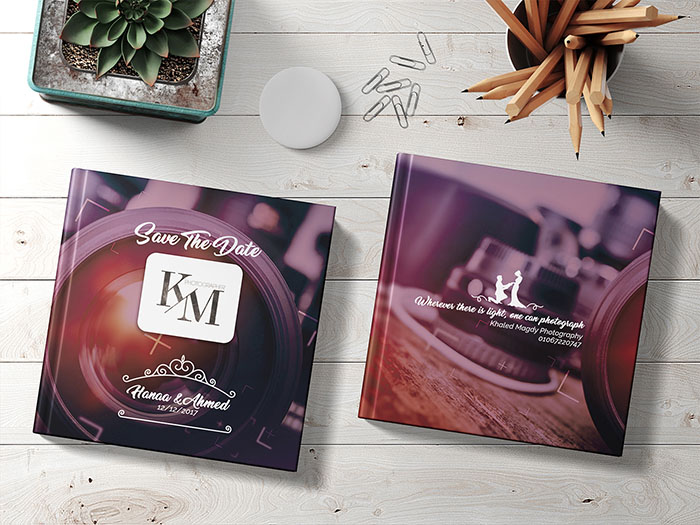 Save The Date
KM
PHOTOGRAPHER
Hanaa & Ahmed
12/12/2017
Wherever there is light, one can photograph
Khaled Magdy Photography
01067220747